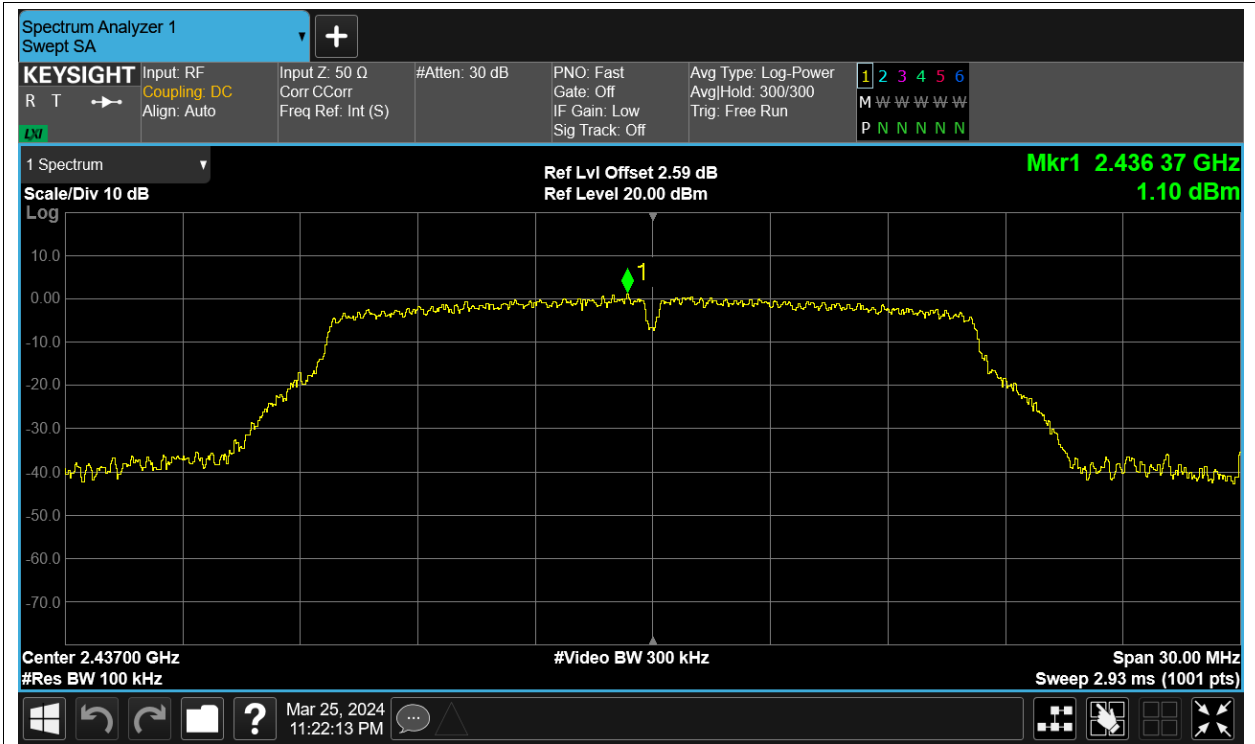 Spectrum Analyzer 1
Swept SA
KEYSIGHT
R T
LXI
Input: RF
Coupling: DC
Align: Auto
Input Z: 50 Ω
Corr CCorr
Freq Ref: Int (S)
#Atten: 30 dB
PNO: Fast
Gate: Off
IF Gain: Low
Sig Track: Off
Avg Type: Log-Power
Avg|Hold: 300/300
Trig: Free Run
1 2 3 4 5 6
M W W W W W
P N N N N N
1 Spectrum
Scale/Div 10 dB
Log
Ref Lvl Offset 2.59 dB
Ref Level 20.00 dBm
Mkr1 2.436 37 GHz
1.10 dBm
1
10.0
0.00
-10.0
-20.0
-30.0
-40.0
-50.0
-60.0
-70.0
Center 2.43700 GHz
#Res BW 100 kHz
#Video BW 300 kHz
Span 30.00 MHz
Sweep 2.93 ms (1001 pts)
?
Mar 25, 2024
11:22:13 PM